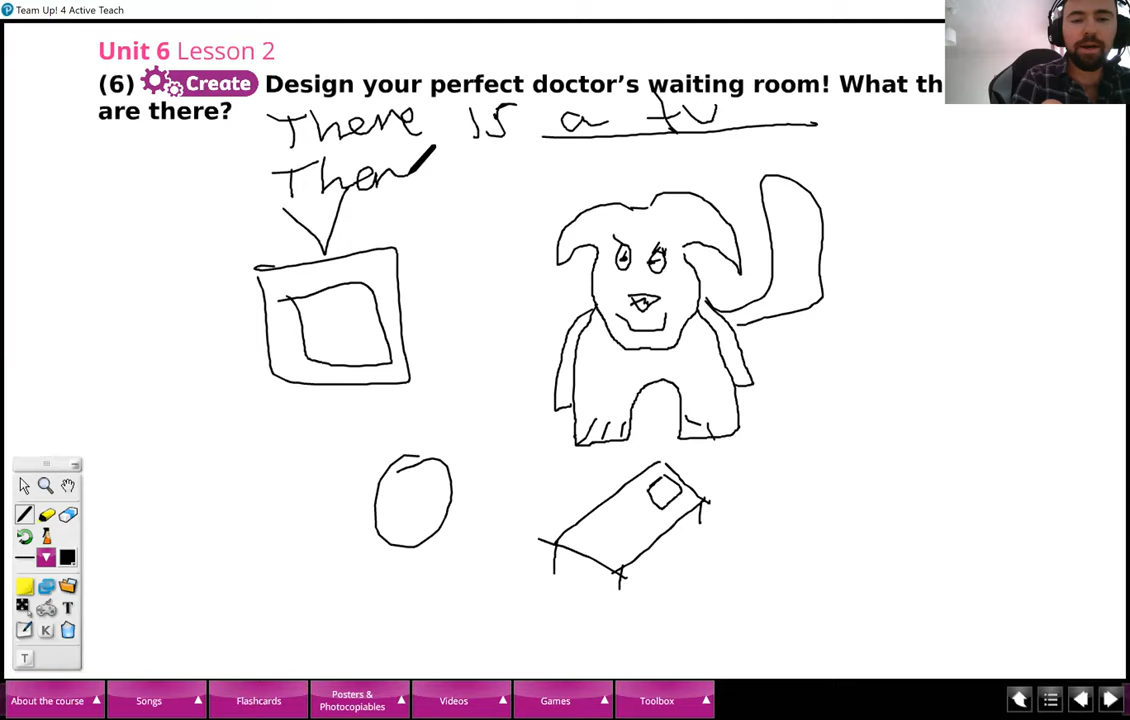 Team Up! 4 Active Teach
Unit 6 Lesson 2
(6) Create Design your perfect doctor's waiting room! What th
are there?
There is a tv
Ther
T
K
T
About the course
Songs
Flashcards
Posters &
Photocopiables
Videos
Games
Toolbox